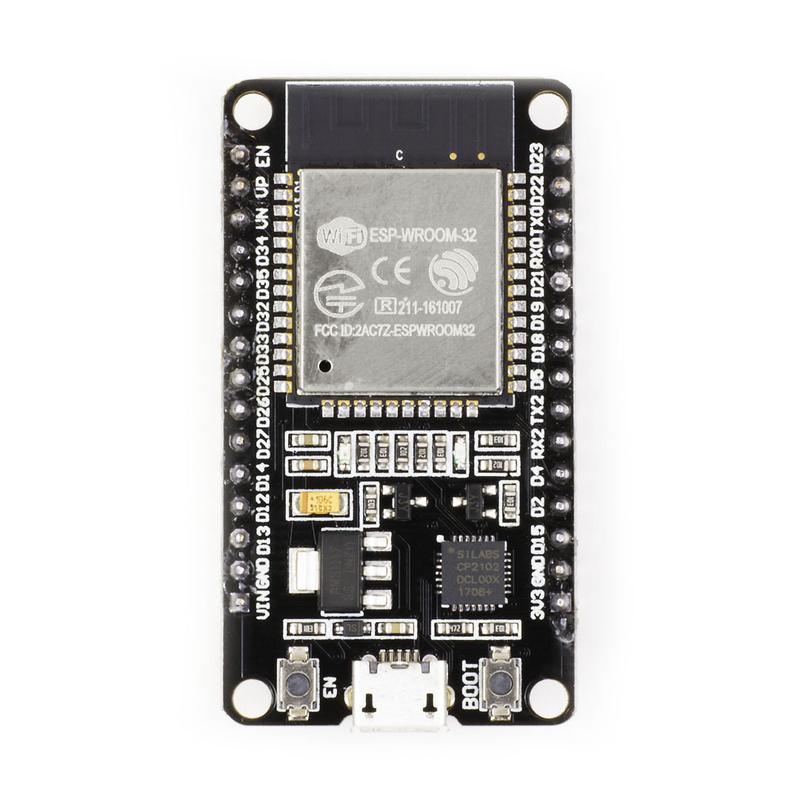 C
WiFi ESP-WROOM-32
CE
R 211-161007
FCC ID:2AC7Z-ESPWROOM32
EN
VP
VN
D34
D35
D32
D33
D25
D26
D27
D14
D12
D13
GND
VIN
D23
D22
TX0
RX0
D21
D19
D18
D5
TX2
RX2
D4
D2
D15
GND
3V3
SILABS
CP2102
DCL00X
1708+
EN
BOOT